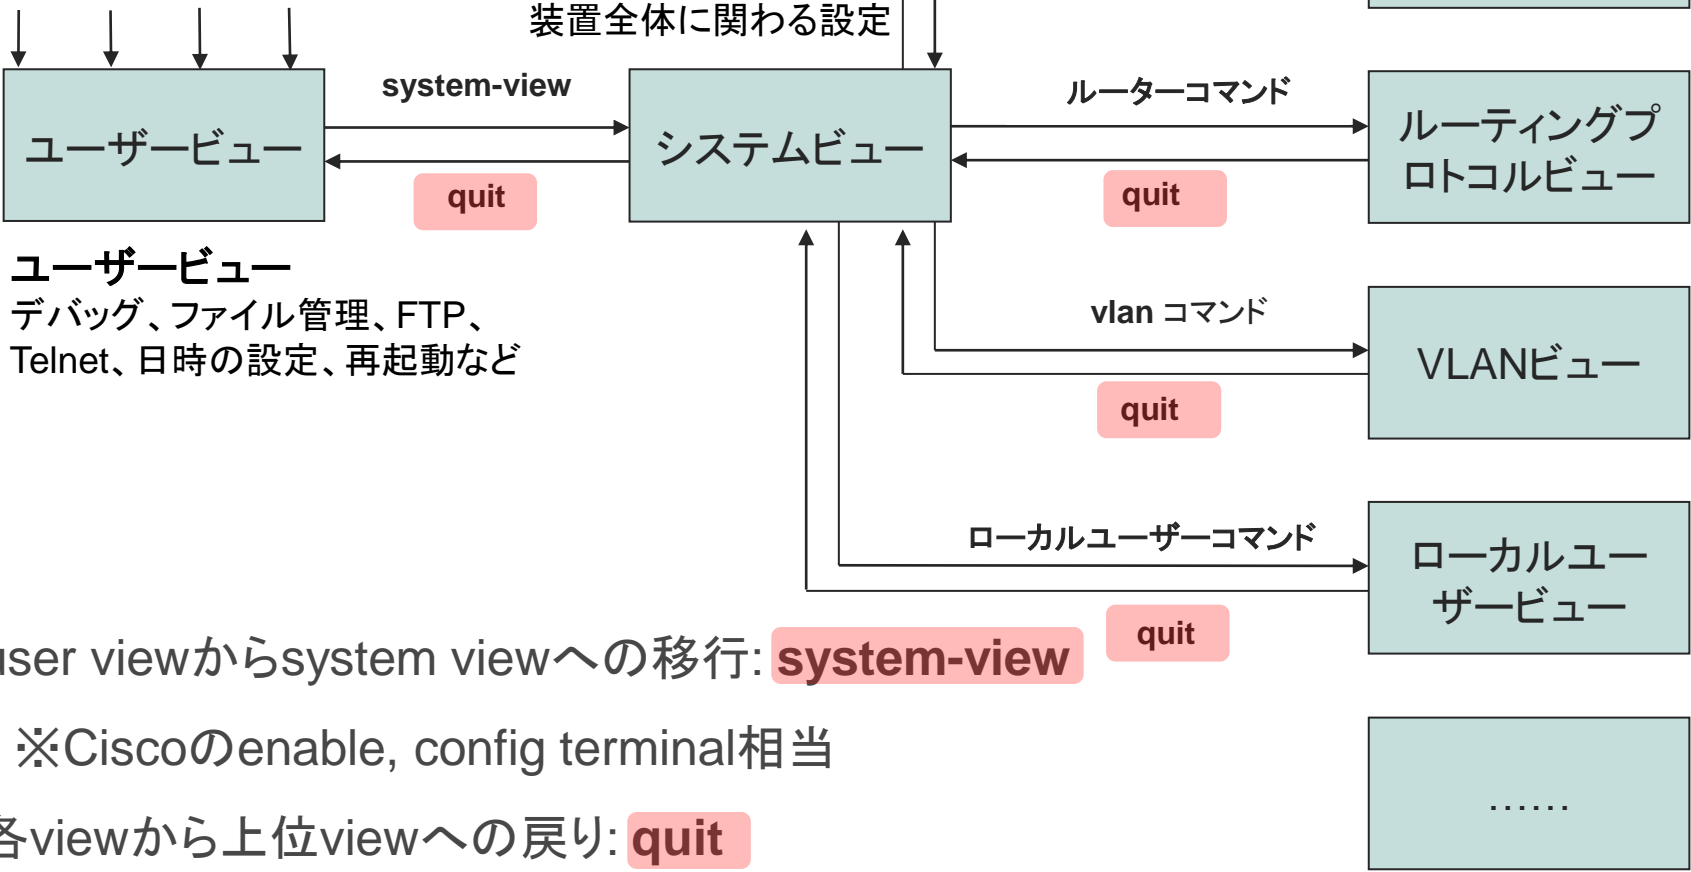 装置全体に関わる設定
system-view
ルーターコマンド
ユーザービュー
システムビュー
ルーティングプ
ロトコルビュー
quit
quit
ユーザービュー
デバッグ、ファイル管理、FTP、
Telnet、日時の設定、再起動など
vlan コマンド
VLANビュー
quit
ローカルユーザーコマンド
ローカルユー
ザービュー
quit
user viewからsystem viewへの移行: system-view
※Ciscoのenable, config terminal相当
各viewから上位viewへの戻り: quit
……